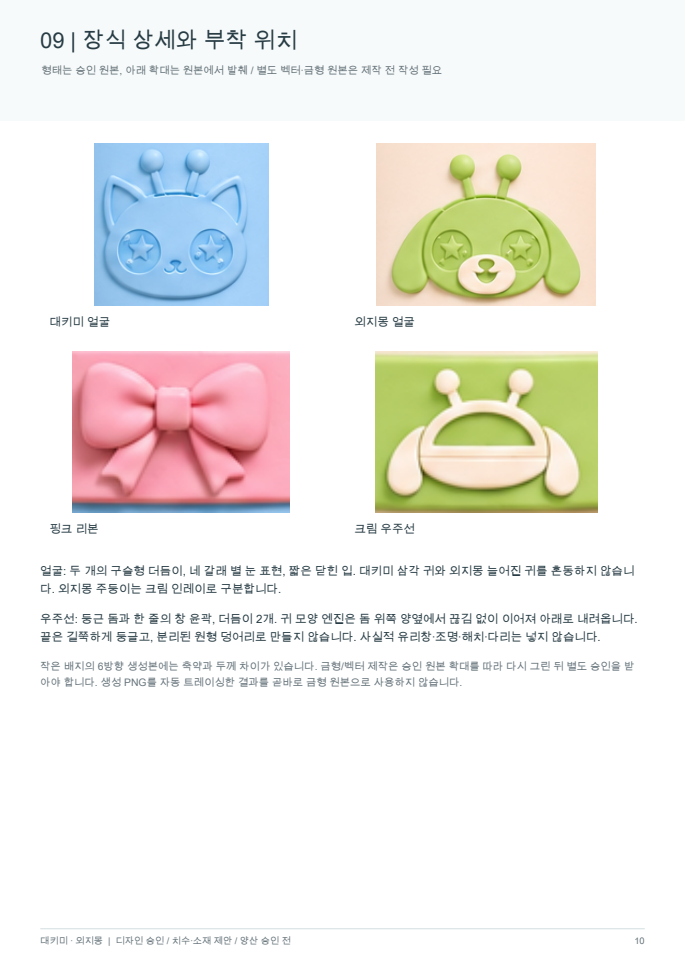 09 | 장식 상세와 부착 위치
형태는 승인 원본, 아래 확대는 원본에서 발췌 / 별도 벡터·금형 원본은 제작 전 작성 필요
대키미 얼굴
외지몽 얼굴
핑크 리본
크림 우주선
얼굴: 두 개의 구슬형 더듬이, 네 갈래 별 눈 표현, 짧은 닫힌 입. 대키미 삼각 귀와 외지몽 늘어진 귀를 혼동하지 않습니
다. 외지몽 주둥이는 크림 인레이로 구분합니다.
우주선: 둥근 돔과 한 줄의 창 윤곽, 더듬이 2개. 귀 모양 엔진은 돔 위쪽 양옆에서 끊김 없이 이어져 아래로 내려옵니다.
끝은 길쭉하게 둥글고, 분리된 원형 덩어리로 만들지 않습니다. 사실적 유리창·조명·해치·다리는 넣지 않습니다.
작은 배지의 6방향 생성본에는 축약과 두께 차이가 있습니다. 금형/벡터 제작은 승인 원본 확대를 따라 다시 그린 뒤 별도 승인을 받
아야 합니다. 생성 PNG를 자동 트레이싱한 결과를 곧바로 금형 원본으로 사용하지 않습니다.
대키미 · 외지몽 | 디자인 승인 / 치수·소재 제안 / 양산 승인 전
10